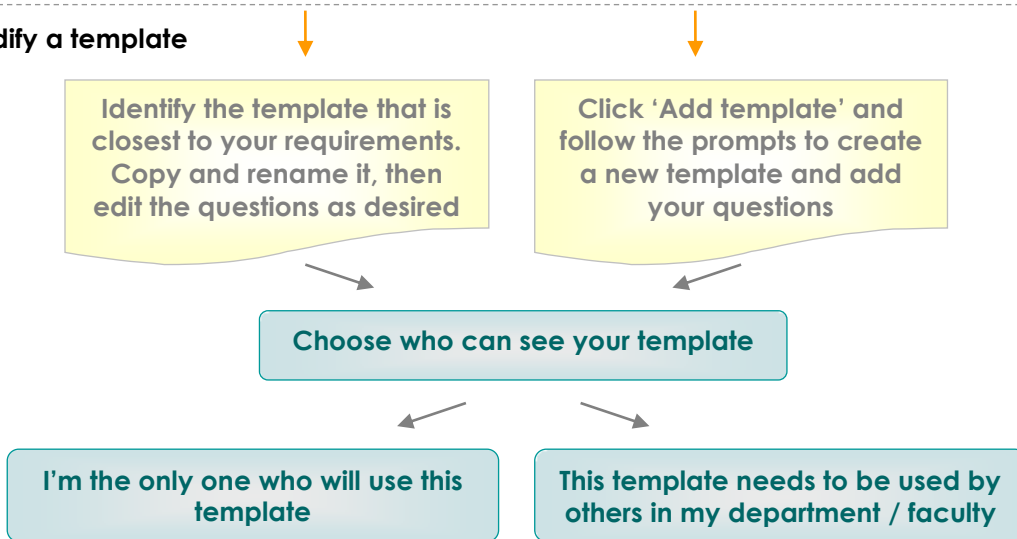 dify a template
Identify the template that is
closest to your requirements.
Copy and rename it, then
edit the questions as desired
Click ‘Add template’ and
follow the prompts to create
a new template and add
your questions
Choose who can see your template
I’m the only one who will use this
template
This template needs to be used by
others in my department / faculty